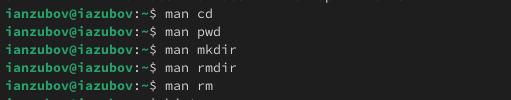 ianzubov@iazubov:~$ man cd
ianzubov@iazubov:~$ man pwd
ianzubov@iazubov:~$ man mkdir
ianzubov@iazubov:~$ man rmdir
ianzubov@iazubov:~$ man rm